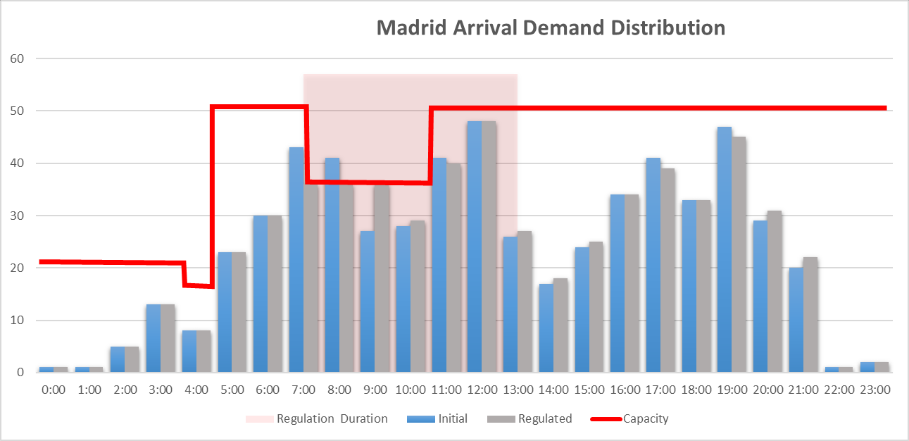 Madrid Arrival Demand Distribution
60
50
40
30
20
10
0
0:00 1:00 2:00 3:00 4:00 5:00 6:00 7:00 8:00 9:00 10:00 11:00 12:00 13:00 14:00 15:00 16:00 17:00 18:00 19:00 20:00 21:00 22:00 23:00
Regulation Duration Initial Regulated Capacity